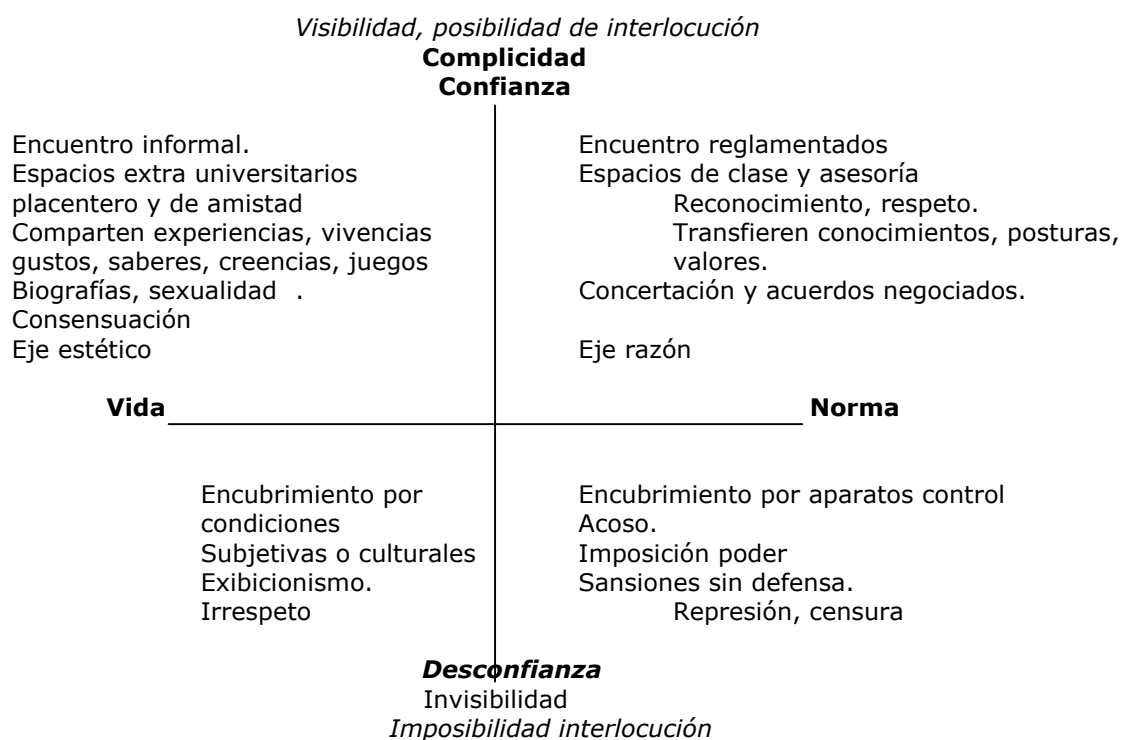 Visibilidad, posibilidad de interlocución
Complicidad
Confianza
Encuentro informal.
Espacios extra universitarios
placentero y de amistad
Comparten experiencias, vivencias
gustos, saberes, creencias, juegos
Biografías, sexualidad .
Consensuación
Eje estético
Encuentro reglamentados
Espacios de clase y asesoría
Reconocimiento, respeto.
Transfieren conocimientos, posturas,
valores.
Concertación y acuerdos negociados.
Eje razón
Vida
Norma
Encubrimiento por
condiciones
Subjetivas o culturales
Exibicionismo.
Irrespeto
Encubrimiento por aparatos control
Acoso.
Imposición poder
Sansiones sin defensa.
Represión, censura
Desconfianza
Invisibilidad
Imposibilidad interlocución